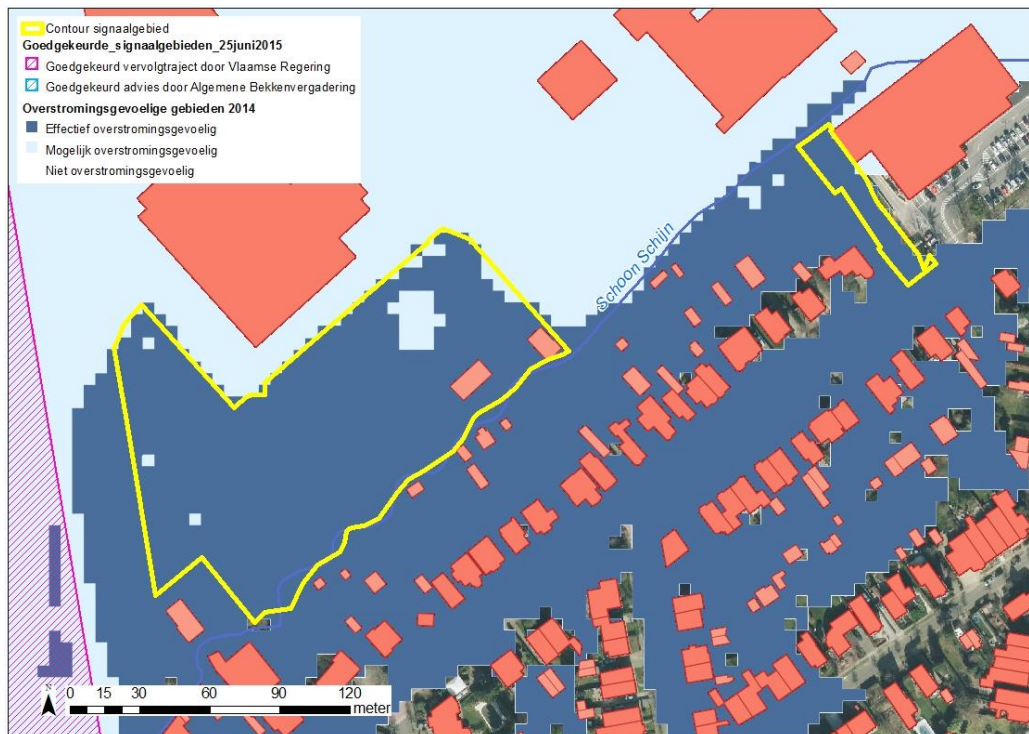 Contour signaalgebied
Goedgekeurde_signaalgebieden_25juni2015
Goedgekeurd vervolgtraject door Vlaamse Regering
Goedgekeurd advies door Algemene Bekkenvergadering
Overstromingsgevoelige gebieden 2014
Effectief overstromingsgevoelig
Mogelijk overstromingsgevoelig
Niet overstromingsgevoelig
Schoon Schijn
N
0 15 30 60 90 120
meter